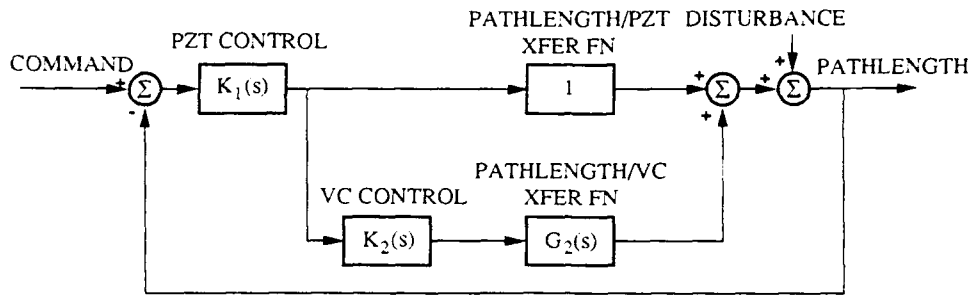 PATHLENGTH/PZT DISTURBANCE
PZT CONTROL XFER FN
COMMAND + Σ - K1(s) 1 + Σ + + Σ + PATHLENGTH
PATHLENGTH/VC
VC CONTROL XFER FN
K2(s) G2(s)